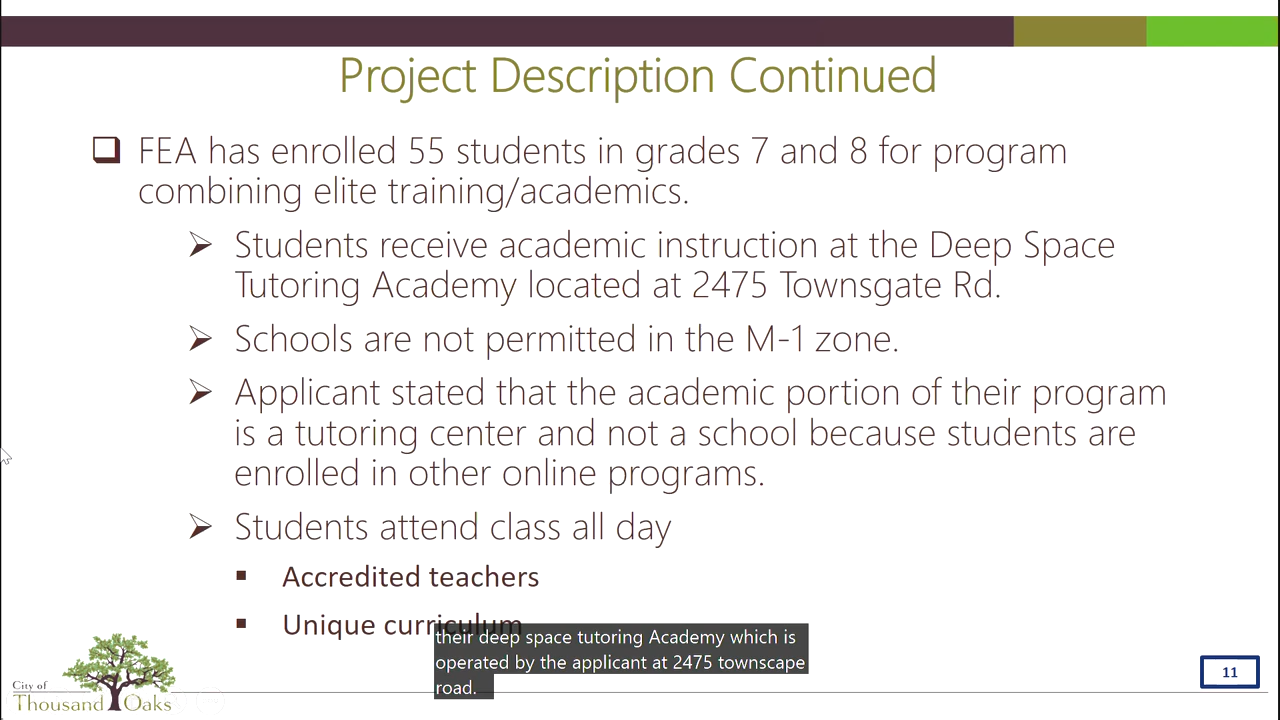 Project Description Continued
FEA has enrolled 55 students in grades 7 and 8 for program
combining elite training/academics.
Students receive academic instruction at the Deep Space
Tutoring Academy located at 2475 Townsgate Rd.
Schools are not permitted in the M-1 zone.
Applicant stated that the academic portion of their program
is a tutoring center and not a school because students are
enrolled in other online programs.
Students attend class all day
Accredited teachers
Unique curriculum
their deep space tutoring Academy which is
operated by the applicant at 2475 townscape
road.
City of
Thousand Oaks
11